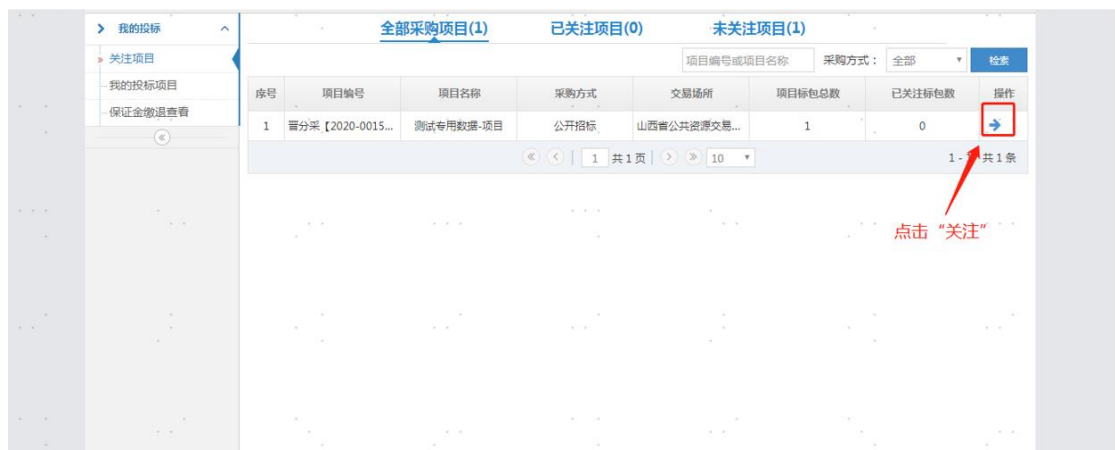 我的投标
关注项目
我的投标项目
保证金缴退查看
全部采购项目(1) 已关注项目(0) 未关注项目(1)
项目编号或项目名称 采购方式： 全部 检索
序号 项目编号 项目名称 采购方式 交易场所 项目标包总数 已关注标包数 操作
1 晋分采【2020-0015... 测试专用数据-项目 公开招标 山西省公共资源交易... 1 0
1 共1页 10 1 - 共1条
点击“关注”